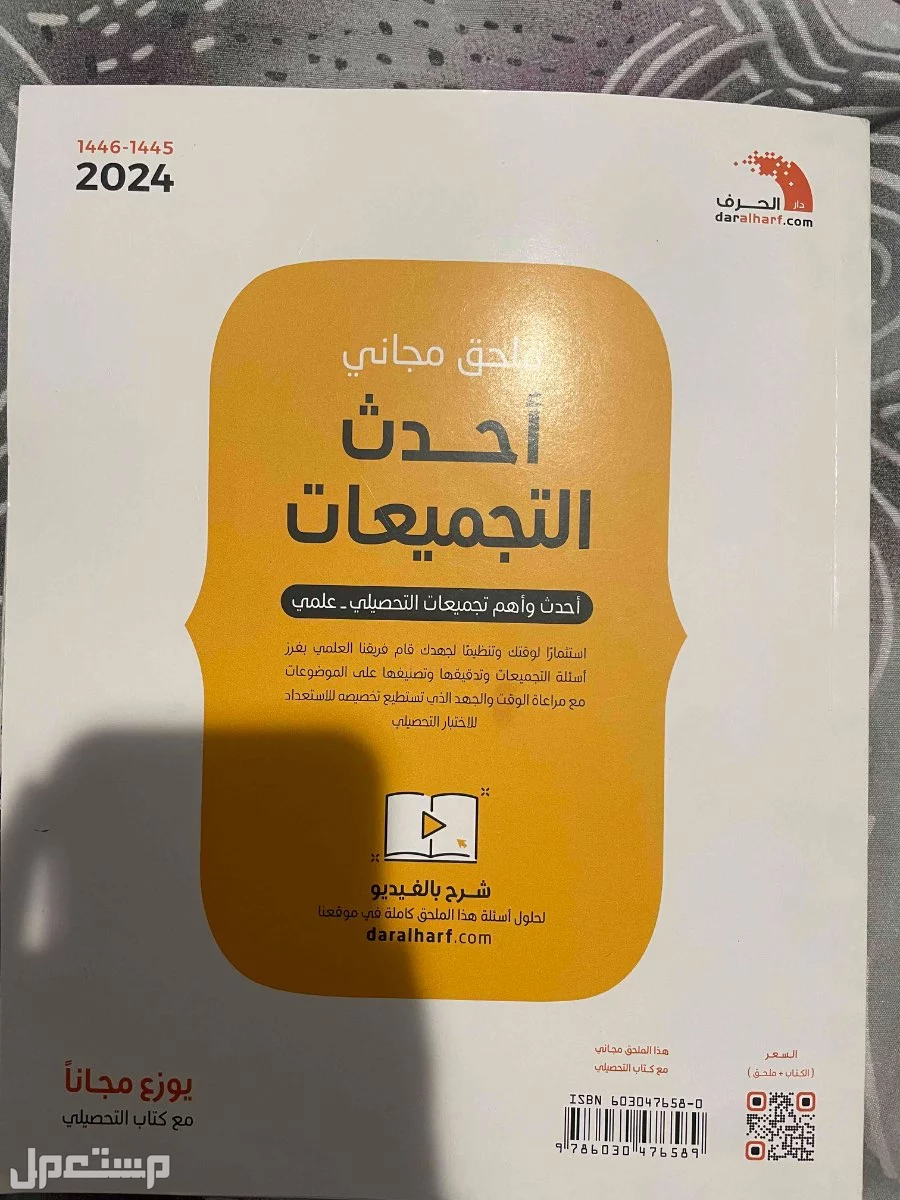 1446-1445
2024
دار الحرف
daralharf.com
ملحق مجاني
أحدث
التجميعات
أحدث وأهم تجميعات التحصيلي - علمي
استثمارًا لوقتك وتنظيمًا لجهدك قام فريقنا العلمي بفرز
أسئلة التجميعات وتدقيقها وتصنيفها على الموضوعات
مع مراعاة الوقت والجهد الذي تستطيع تخصيصه للاستعداد
للاختبار التحصيلي
شرح بالفيديو
لحلول أسئلة هذا الملحق كاملة في موقعنا
daralharf.com
يوزع مجاناً
مع كتاب التحصيلي
هذا الملحق مجاني
مع كتاب التحصيلي
السعر
(الكتاب + ملحق)
ISBN 603047658-0
9 786030 476589
مستعمل